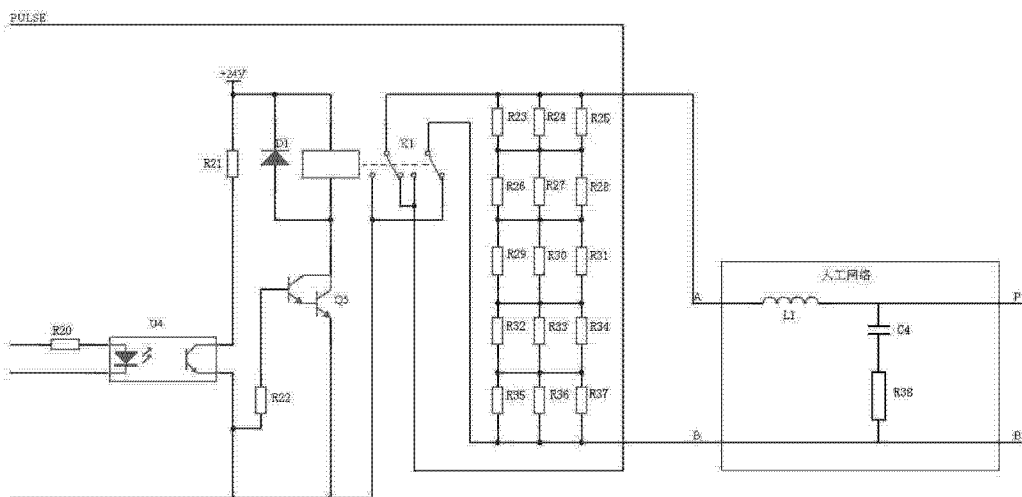 PULSE
+24V
R21
D1
K1
R23
R24
R25
R26
R27
R28
R29
R30
R31
R32
R33
R34
R35
R36
R37
Q5
U4
R20
R22
人工网络
A
L1
P
C4
R38
B
B